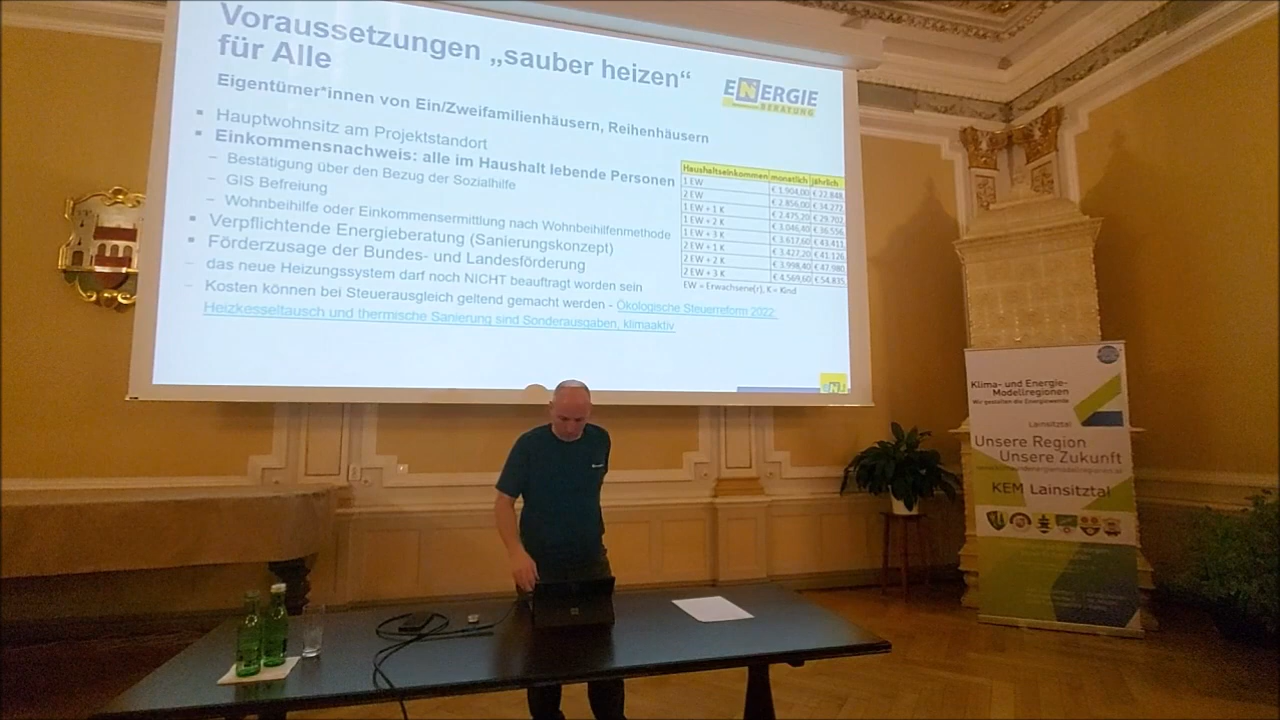 Voraussetzungen „sauber heizen“
für Alle
ENERGIE
BERATUNG
Eigentümer*innen von Ein/Zweifamilienhäusern, Reihenhäusern
▪ Hauptwohnsitz am Projektstandort
▪ Einkommensnachweis: alle im Haushalt lebende Personen
– Bestätigung über den Bezug der Sozialhilfe
– GIS Befreiung
– Wohnbeihilfe oder Einkommensermittlung nach Wohnbeihilfenmethode
▪ Verpflichtende Energieberatung (Sanierungskonzept)
▪ Förderzusage der Bundes- und Landesförderung
– das neue Heizungssystem darf noch NICHT beauftragt worden sein
– Kosten können bei Steuerausgleich geltend gemacht werden - Ökologische Steuerreform 2022:
Heizkesseltausch und thermische Sanierung sind Sonderausgaben, klimaaktiv
Haushaltseinkommen monatlich jährlich
1 EW € 1.904,00 € 22.848
2 EW € 2.856,00 € 34.272
1 EW + 1 K € 2.475,20 € 29.702
1 EW + 2 K € 3.046,40 € 36.556
1 EW + 3 K € 3.617,60 € 43.411
2 EW + 1 K € 3.427,20 € 41.126
2 EW + 2 K € 3.998,40 € 47.980
2 EW + 3 K € 4.569,60 € 54.835
EW = Erwachsene(r), K = Kind
Klima- und Energie-
Modellregionen
Wir gestalten die Energiewende
Lainsitztal
Unsere Region
Unsere Zukunft
www.klimaundenergiemodellregionen.at
KEM Lainsitztal